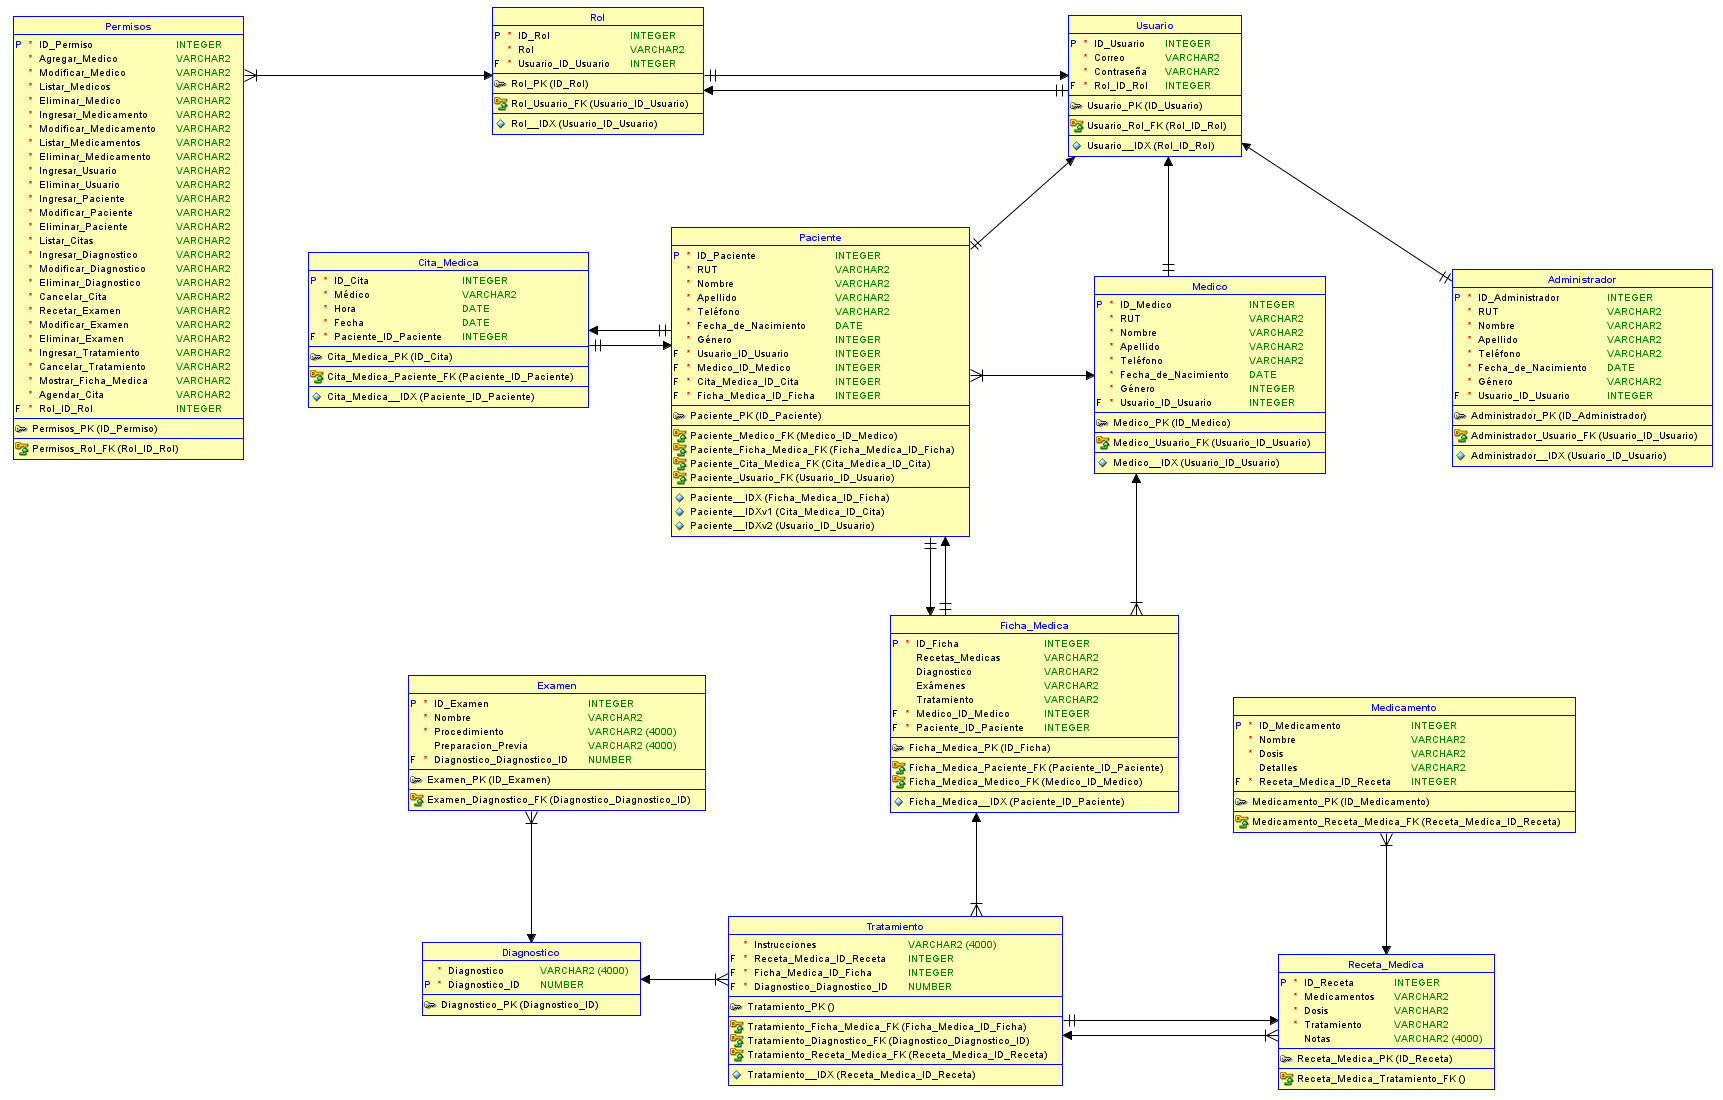 Permisos
P * ID_Permiso INTEGER
* Agregar_Medico VARCHAR2
* Modificar_Medico VARCHAR2
* Listar_Medicos VARCHAR2
* Eliminar_Medico VARCHAR2
* Ingresar_Medicamento VARCHAR2
* Modificar_Medicamento VARCHAR2
* Listar_Medicamentos VARCHAR2
* Eliminar_Medicamento VARCHAR2
* Ingresar_Usuario VARCHAR2
* Eliminar_Usuario VARCHAR2
* Ingresar_Paciente VARCHAR2
* Modificar_Paciente VARCHAR2
* Eliminar_Paciente VARCHAR2
* Listar_Citas VARCHAR2
* Ingresar_Diagnostico VARCHAR2
* Modificar_Diagnostico VARCHAR2
* Eliminar_Diagnostico VARCHAR2
* Cancelar_Cita VARCHAR2
* Recetar_Examen VARCHAR2
* Modificar_Examen VARCHAR2
* Eliminar_Examen VARCHAR2
* Ingresar_Tratamiento VARCHAR2
* Cancelar_Tratamiento VARCHAR2
* Mostrar_Ficha_Medica VARCHAR2
* Agendar_Cita VARCHAR2
F * Rol_ID_Rol INTEGER
Permisos_PK (ID_Permiso)
Permisos_Rol_FK (Rol_ID_Rol)
Rol
P * ID_Rol INTEGER
* Rol VARCHAR2
F * Usuario_ID_Usuario INTEGER
Rol_PK (ID_Rol)
Rol_Usuario_FK (Usuario_ID_Usuario)
Rol__IDX (Usuario_ID_Usuario)
Usuario
P * ID_Usuario INTEGER
* Correo VARCHAR2
* Contraseña VARCHAR2
F * Rol_ID_Rol INTEGER
Usuario_PK (ID_Usuario)
Usuario_Rol_FK (Rol_ID_Rol)
Usuario__IDX (Rol_ID_Rol)
Cita_Medica
P * ID_Cita INTEGER
* Médico VARCHAR2
* Hora DATE
* Fecha DATE
F * Paciente_ID_Paciente INTEGER
Cita_Medica_PK (ID_Cita)
Cita_Medica_Paciente_FK (Paciente_ID_Paciente)
Cita_Medica__IDX (Paciente_ID_Paciente)
Paciente
P * ID_Paciente INTEGER
* RUT VARCHAR2
* Nombre VARCHAR2
* Apellido VARCHAR2
* Teléfono VARCHAR2
* Fecha_de_Nacimiento DATE
* Género INTEGER
F * Usuario_ID_Usuario INTEGER
F * Medico_ID_Medico INTEGER
F * Cita_Medica_ID_Cita INTEGER
F * Ficha_Medica_ID_Ficha INTEGER
Paciente_PK (ID_Paciente)
Paciente_Medico_FK (Medico_ID_Medico)
Paciente_Ficha_Medica_FK (Ficha_Medica_ID_Ficha)
Paciente_Cita_Medica_FK (Cita_Medica_ID_Cita)
Paciente_Usuario_FK (Usuario_ID_Usuario)
Paciente__IDX (Ficha_Medica_ID_Ficha)
Paciente__IDXv1 (Cita_Medica_ID_Cita)
Paciente__IDXv2 (Usuario_ID_Usuario)
Medico
P * ID_Medico INTEGER
* RUT VARCHAR2
* Nombre VARCHAR2
* Apellido VARCHAR2
* Teléfono VARCHAR2
* Fecha_de_Nacimiento DATE
* Género INTEGER
F * Usuario_ID_Usuario INTEGER
Medico_PK (ID_Medico)
Medico_Usuario_FK (Usuario_ID_Usuario)
Medico__IDX (Usuario_ID_Usuario)
Administrador
P * ID_Administrador INTEGER
* RUT VARCHAR2
* Nombre VARCHAR2
* Apellido VARCHAR2
* Teléfono VARCHAR2
* Fecha_de_Nacimiento DATE
* Género VARCHAR2
F * Usuario_ID_Usuario INTEGER
Administrador_PK (ID_Administrador)
Administrador_Usuario_FK (Usuario_ID_Usuario)
Administrador__IDX (Usuario_ID_Usuario)
Ficha_Medica
P * ID_Ficha INTEGER
Recetas_Medicas VARCHAR2
Diagnostico VARCHAR2
Exámenes VARCHAR2
Tratamiento VARCHAR2
F * Medico_ID_Medico INTEGER
F * Paciente_ID_Paciente INTEGER
Ficha_Medica_PK (ID_Ficha)
Ficha_Medica_Paciente_FK (Paciente_ID_Paciente)
Ficha_Medica_Medico_FK (Medico_ID_Medico)
Ficha_Medica__IDX (Paciente_ID_Paciente)
Examen
P * ID_Examen INTEGER
* Nombre VARCHAR2
* Procedimiento VARCHAR2 (4000)
Preparacion_Previa VARCHAR2 (4000)
F * Diagnostico_Diagnostico_ID NUMBER
Examen_PK (ID_Examen)
Examen_Diagnostico_FK (Diagnostico_Diagnostico_ID)
Medicamento
P * ID_Medicamento INTEGER
* Nombre VARCHAR2
* Dosis VARCHAR2
Detalles VARCHAR2
F * Receta_Medica_ID_Receta INTEGER
Medicamento_PK (ID_Medicamento)
Medicamento_Receta_Medica_FK (Receta_Medica_ID_Receta)
Diagnostico
* Diagnostico VARCHAR2 (4000)
P * Diagnostico_ID NUMBER
Diagnostico_PK (Diagnostico_ID)
Tratamiento
* Instrucciones VARCHAR2 (4000)
F * Receta_Medica_ID_Receta INTEGER
F * Ficha_Medica_ID_Ficha INTEGER
F * Diagnostico_Diagnostico_ID NUMBER
Tratamiento_PK ()
Tratamiento_Ficha_Medica_FK (Ficha_Medica_ID_Ficha)
Tratamiento_Diagnostico_FK (Diagnostico_Diagnostico_ID)
Tratamiento_Receta_Medica_FK (Receta_Medica_ID_Receta)
Tratamiento__IDX (Receta_Medica_ID_Receta)
Receta_Medica
P * ID_Receta INTEGER
* Medicamentos VARCHAR2
* Dosis VARCHAR2
* Tratamiento VARCHAR2
Notas VARCHAR2 (4000)
Receta_Medica_PK (ID_Receta)
Receta_Medica_Tratamiento_FK ()